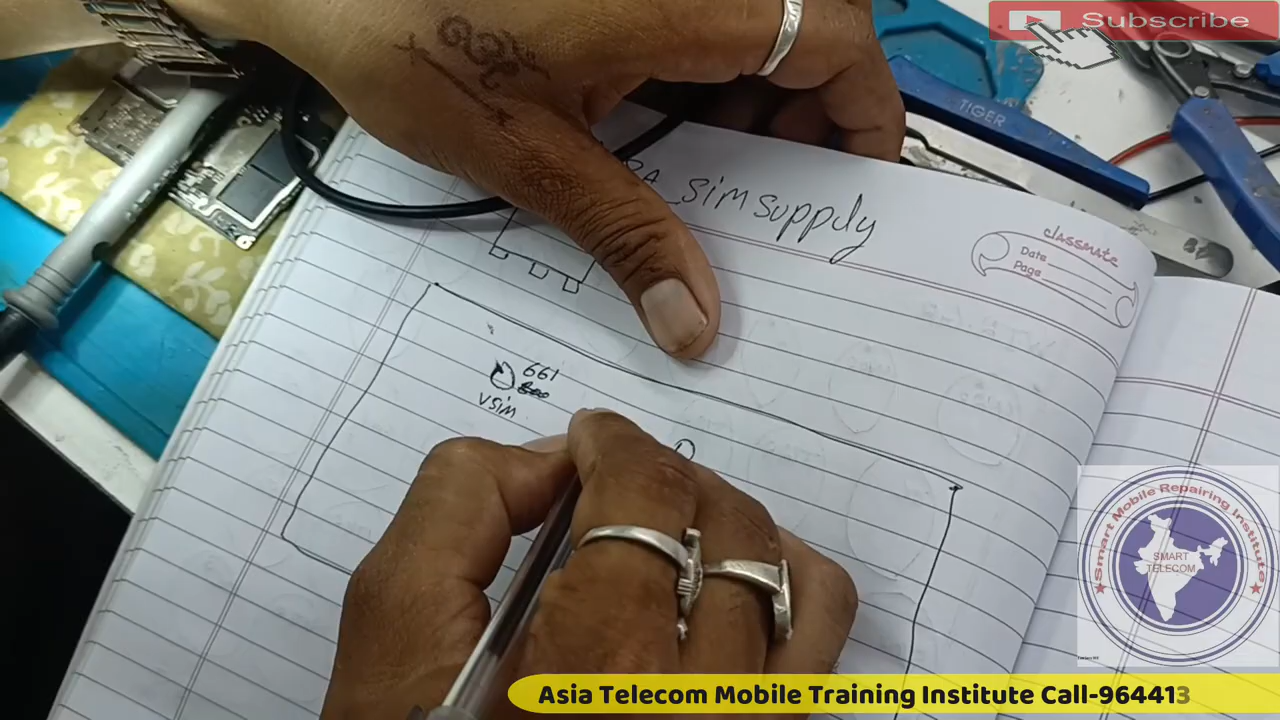 Subscribe
TIGER
SIM Supply
classmate
Date
Page
661
VSIM
Smart Mobile Repairing Institute
SMART
TELECOM
Asia Telecom Mobile Training Institute Call-964413